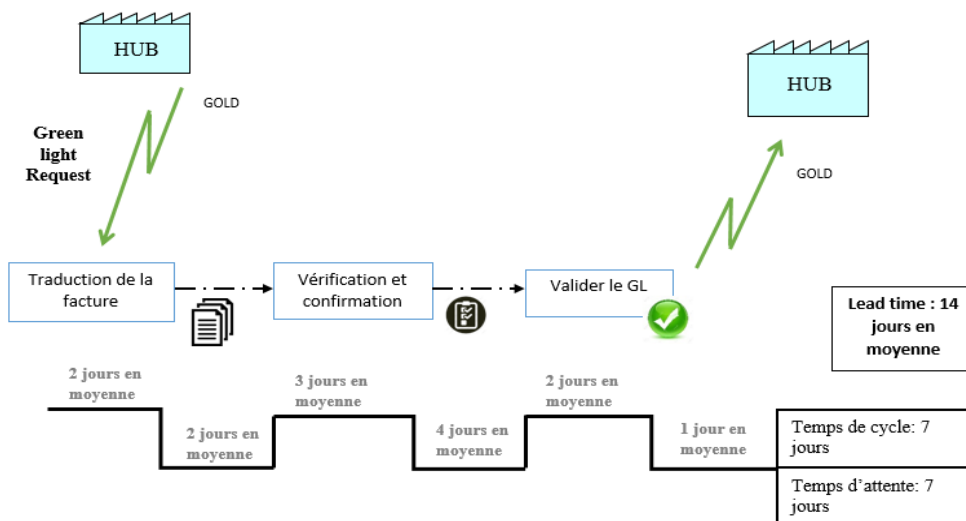 HUB
GOLD
Green
light
Request
HUB
GOLD
Traduction de la
facture
Vérification et
confirmation
Valider le GL
Lead time : 14
jours en
moyenne
2 jours en
moyenne
3 jours en
moyenne
2 jours en
moyenne
2 jours en
moyenne
4 jours en
moyenne
1 jour en
moyenne
Temps de cycle: 7
jours
Temps d’attente: 7
jours